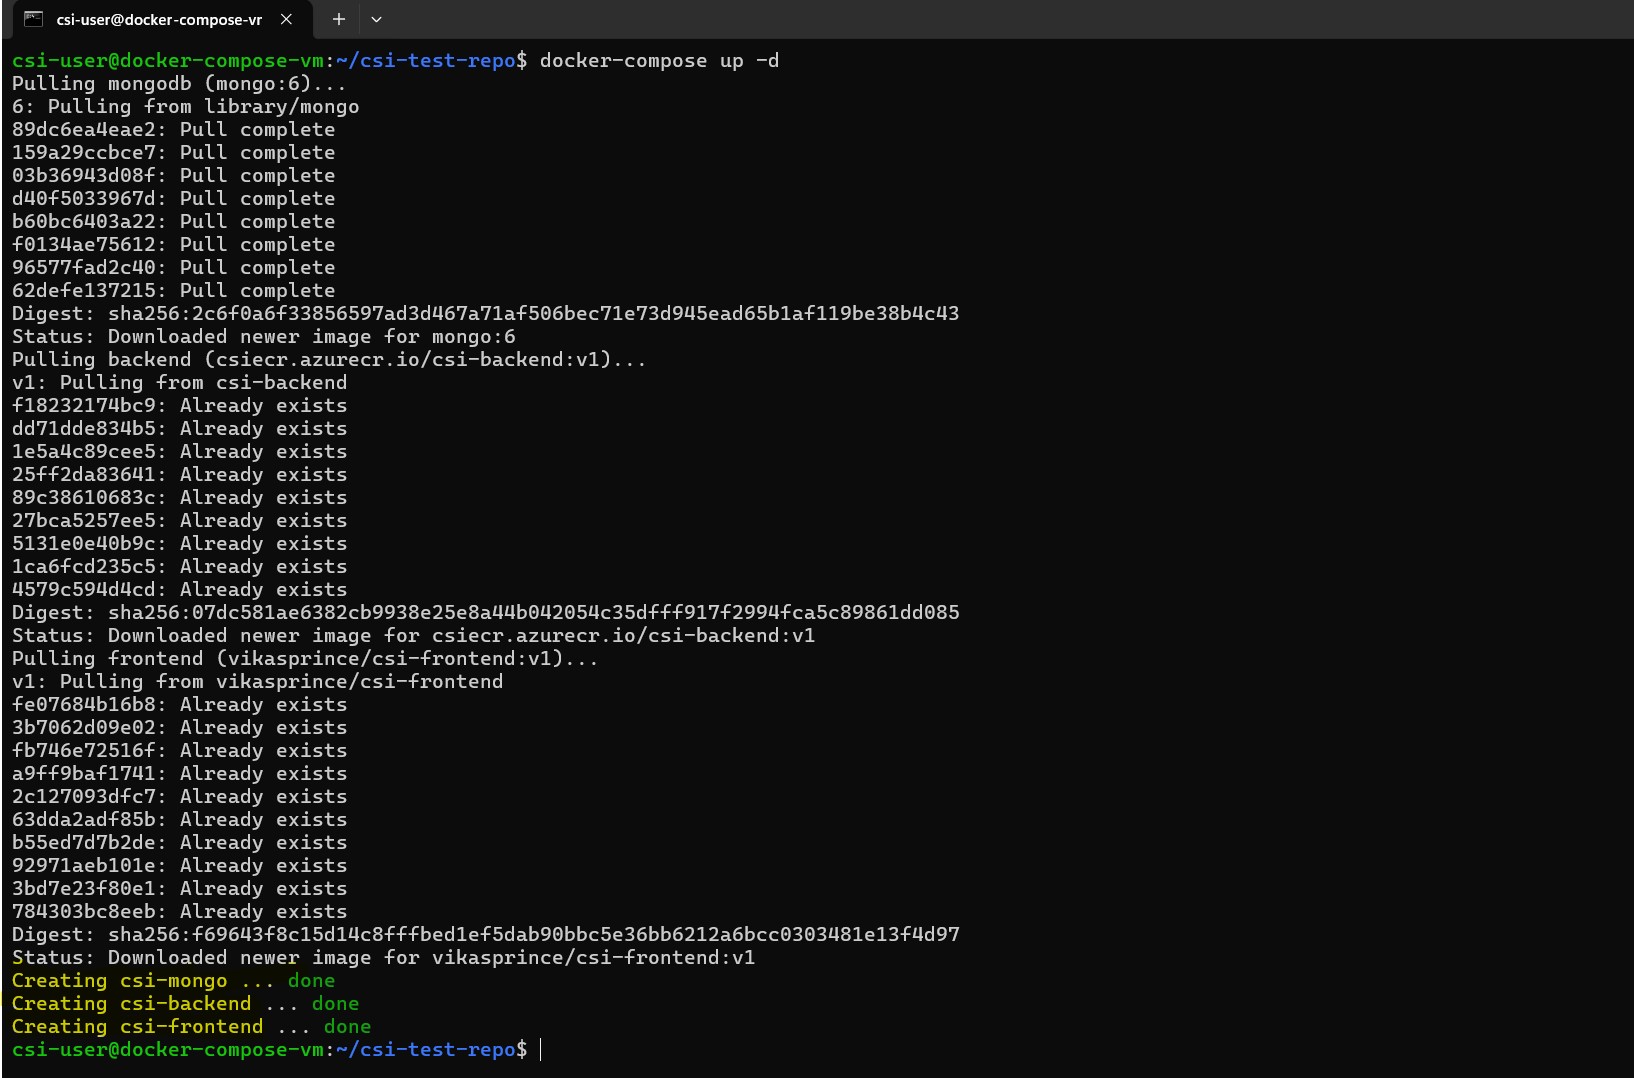 csi-user@docker-compose-vr
csi-user@docker-compose-vm:~/csi-test-repo$ docker-compose up -d
Pulling mongodb (mongo:6)...
6: Pulling from library/mongo
89dc6ea4eae2: Pull complete
159a29ccbce7: Pull complete
03b36943d08f: Pull complete
d40f5033967d: Pull complete
b60bc6403a22: Pull complete
f0134ae75612: Pull complete
96577fad2c40: Pull complete
62defe137215: Pull complete
Digest: sha256:2c6f0a6f33856597ad3d467a71af506bec71e73d945ead65b1af119be38b4c43
Status: Downloaded newer image for mongo:6
Pulling backend (csiecr.azurecr.io/csi-backend:v1)...
v1: Pulling from csi-backend
f18232174bc9: Already exists
dd71dde834b5: Already exists
1e5a4c89cee5: Already exists
25ff2da83641: Already exists
89c38610683c: Already exists
27bca5257ee5: Already exists
5131e0e40b9c: Already exists
1ca6fcd235c5: Already exists
4579c594d4cd: Already exists
Digest: sha256:07dc581ae6382cb9938e25e8a44b042054c35dfff917f2994fca5c89861dd085
Status: Downloaded newer image for csiecr.azurecr.io/csi-backend:v1
Pulling frontend (vikasprince/csi-frontend:v1)...
v1: Pulling from vikasprince/csi-frontend
fe07684b16b8: Already exists
3b7062d09e02: Already exists
fb746e72516f: Already exists
a9ff9baf1741: Already exists
2c127093dfc7: Already exists
63dda2adf85b: Already exists
b55ed7d7b2de: Already exists
92971aeb101e: Already exists
3bd7e23f80e1: Already exists
784303bc8eeb: Already exists
Digest: sha256:f69643f8c15d14c8fffbed1ef5dab90bbc5e36bb6212a6bcc0303481e13f4d97
Status: Downloaded newer image for vikasprince/csi-frontend:v1
Creating csi-mongo ... done
Creating csi-backend ... done
Creating csi-frontend ... done
csi-user@docker-compose-vm:~/csi-test-repo$